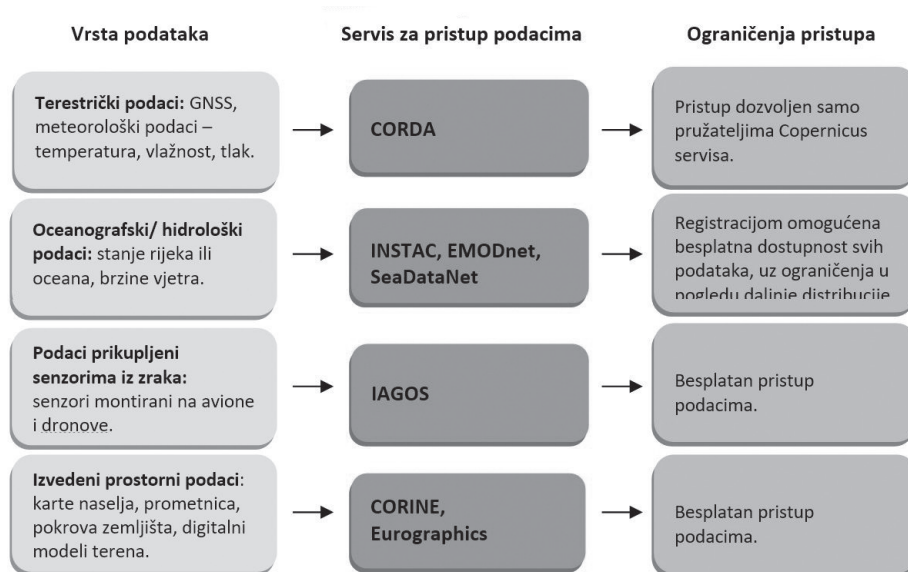 Vrsta podataka
Servis za pristup podacima
Ograničenja pristupa
Terestrički podaci: GNSS,
meteorološki podaci –
temperatura, vlažnost, tlak.
CORDA
Pristup dozvoljen samo
pružateljima Copernicus
servisa.
Oceanografski/ hidrološki
podaci: stanje rijeka ili
oceana, brzine vjetra.
INSTAC, EMODnet,
SeaDataNet
Registracijom omogućena
besplatna dostupnost svih
podataka, uz ograničenja u
pogledu daljnje distribucije
Podaci prikupljeni
senzorima iz zraka:
senzori montirani na avione
i dronove.
IAGOS
Besplatan pristup
podacima.
Izvedeni prostorni podaci:
karte naselja, prometnica,
pokrova zemljišta, digitalni
modeli terena.
CORINE,
Eurographics
Besplatan pristup
podacima.